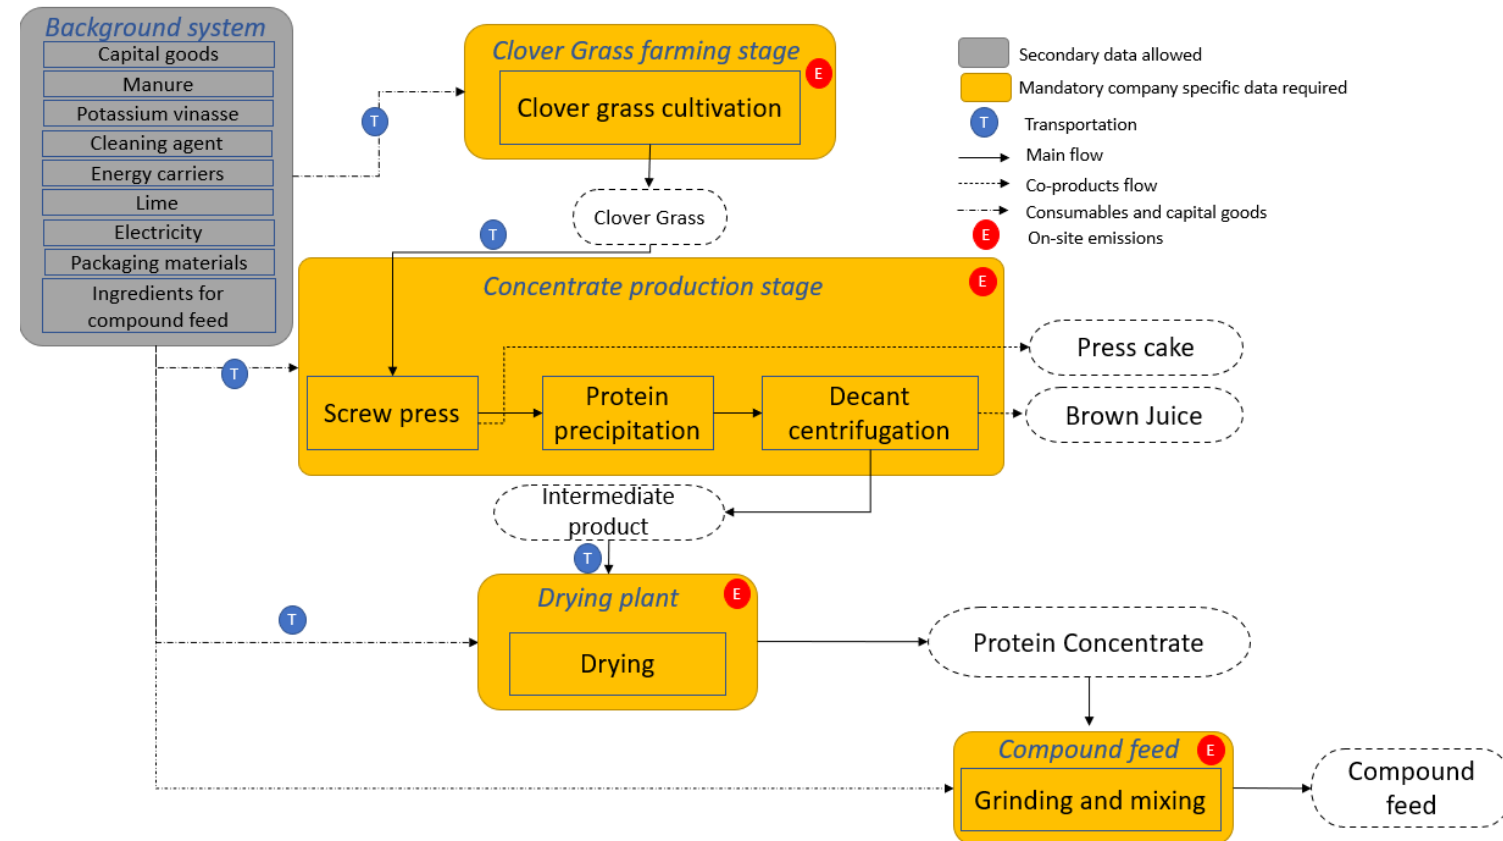 Background system
Capital goods
Manure
Potassium vinasse
Cleaning agent
Energy carriers
Lime
Electricity
Packaging materials
Ingredients for
compound feed
T
Clover Grass farming stage
E
Clover grass cultivation
Clover Grass
T
Secondary data allowed
Mandatory company specific data required
T
Transportation
Main flow
Co-products flow
Consumables and capital goods
E
On-site emissions
Concentrate production stage
E
T
Screw press
Protein
precipitation
Decant
centrifugation
Press cake
Brown Juice
Intermediate
product
T
Drying plant
E
Drying
T
Protein Concentrate
Compound feed
E
Grinding and mixing
Compound
feed